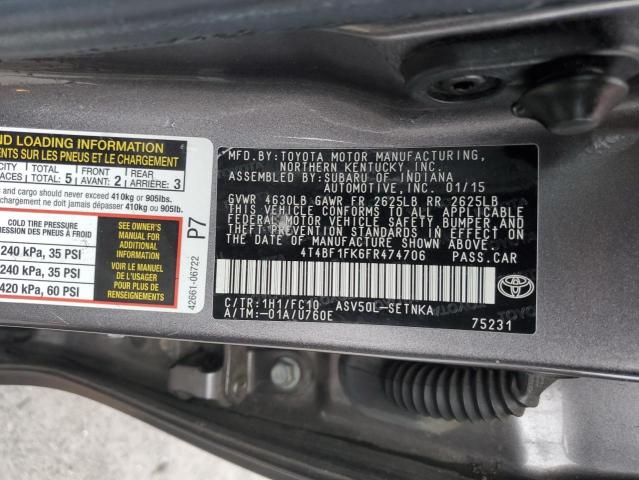 ND LOADING INFORMATION
ENTS SUR LES PNEUS ET LE CHARGEMENT
CAPACITY TOTAL: 5 FRONT AVANT: 2 REAR ARRIÈRE: 3
and cargo should never exceed 410kg or 905lbs.
ne doit jamais dépasser 410kg or 905lb.
COLD TIRE PRESSURE
PRESSION DES
240 kPa, 35 PSI
240 kPa, 35 PSI
420 kPa, 60 PSI
SEE OWNER'S
MANUAL FOR
ADDITIONAL
INFORMATION
VOIR LE MANUEL
DE L'USAGER
POUR PLUS DE
RENSEIGNEMENTS
P7
42661-06722
MFD.BY:TOYOTA MOTOR MANUFACTURING,
NORTHERN KENTUCKY, INC.
ASSEMBLED BY:SUBARU OF INDIANA
AUTOMOTIVE, INC. 01/15
GVWR 4630LB GAWR FR 2625LB RR 2625LB
THIS VEHICLE CONFORMS TO ALL APPLICABLE
FEDERAL MOTOR VEHICLE SAFETY, BUMPER, AND
THEFT PREVENTION STANDARDS IN EFFECT ON
THE DATE OF MANUFACTURE SHOWN ABOVE.
4T4BF1FK6FR474706 PASS.CAR
C/TR:1H1/FC10 ASV50L-SETNKA
A/TM:-01A/U760E
75231
TOYOTA